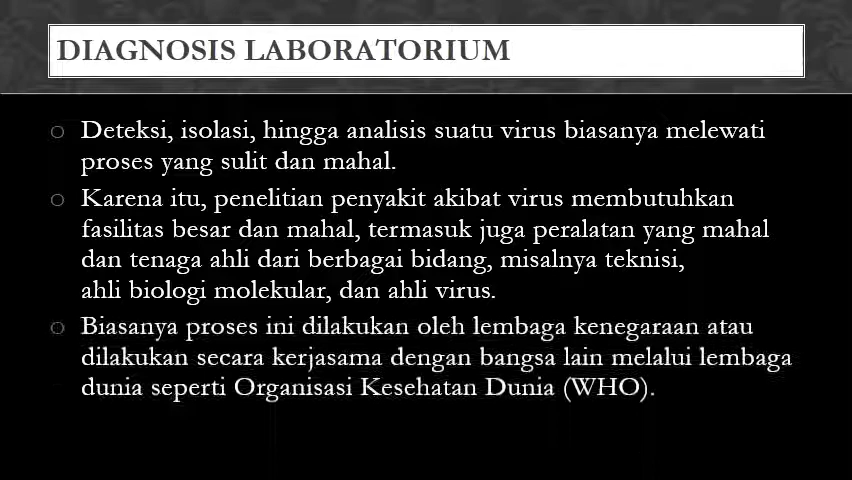 DIAGNOSIS LABORATORIUM
Deteksi, isolasi, hingga analisis suatu virus biasanya melewati
proses yang sulit dan mahal.
Karena itu, penelitian penyakit akibat virus membutuhkan
fasilitas besar dan mahal, termasuk juga peralatan yang mahal
dan tenaga ahli dari berbagai bidang, misalnya teknisi,
ahli biologi molekular, dan ahli virus.
Biasanya proses ini dilakukan oleh lembaga kenegaraan atau
dilakukan secara kerjasama dengan bangsa lain melalui lembaga
dunia seperti Organisasi Kesehatan Dunia (WHO).